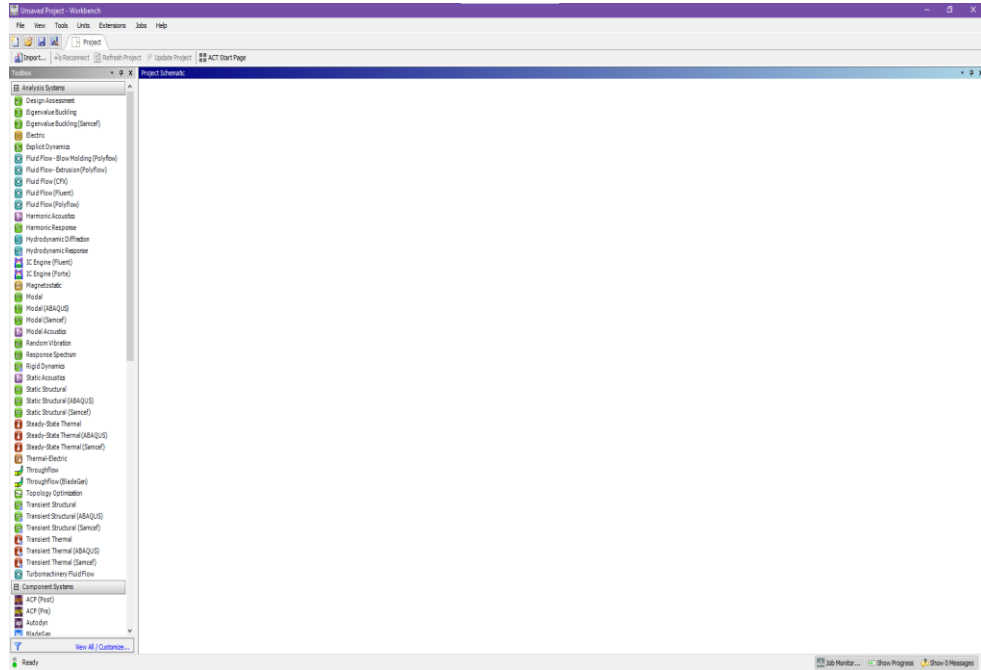 Unsaved Project - Workbench
File View Tools Units Extensions Jobs Help
Project
Import... Reconnect Refresh Project Update Project ACT Start Page
Toolbox
Project Schematic
Analysis Systems
Design Assessment
Eigenvalue Buckling
Eigenvalue Buckling (Samcef)
Electric
Explicit Dynamics
Fluid Flow - Blow Molding (Polyflow)
Fluid Flow - Extrusion (Polyflow)
Fluid Flow (CFX)
Fluid Flow (Fluent)
Fluid Flow (Polyflow)
Harmonic Acoustics
Harmonic Response
Hydrodynamic Diffraction
Hydrodynamic Response
IC Engine (Fluent)
IC Engine (Forte)
Magnetostatic
Modal
Modal (ABAQUS)
Modal (Samcef)
Modal Acoustics
Random Vibration
Response Spectrum
Rigid Dynamics
Static Acoustics
Static Structural
Static Structural (ABAQUS)
Static Structural (Samcef)
Steady-State Thermal
Steady-State Thermal (ABAQUS)
Steady-State Thermal (Samcef)
Thermal-Electric
Throughflow
Throughflow (BladeGen)
Topology Optimization
Transient Structural
Transient Structural (ABAQUS)
Transient Structural (Samcef)
Transient Thermal
Transient Thermal (ABAQUS)
Transient Thermal (Samcef)
Turbomachinery Fluid Flow
Component Systems
ACP (Post)
ACP (Pre)
Autodyn
BladeGen
View All / Customize...
Ready
Job Monitor... Show Progress Show 0 Messages